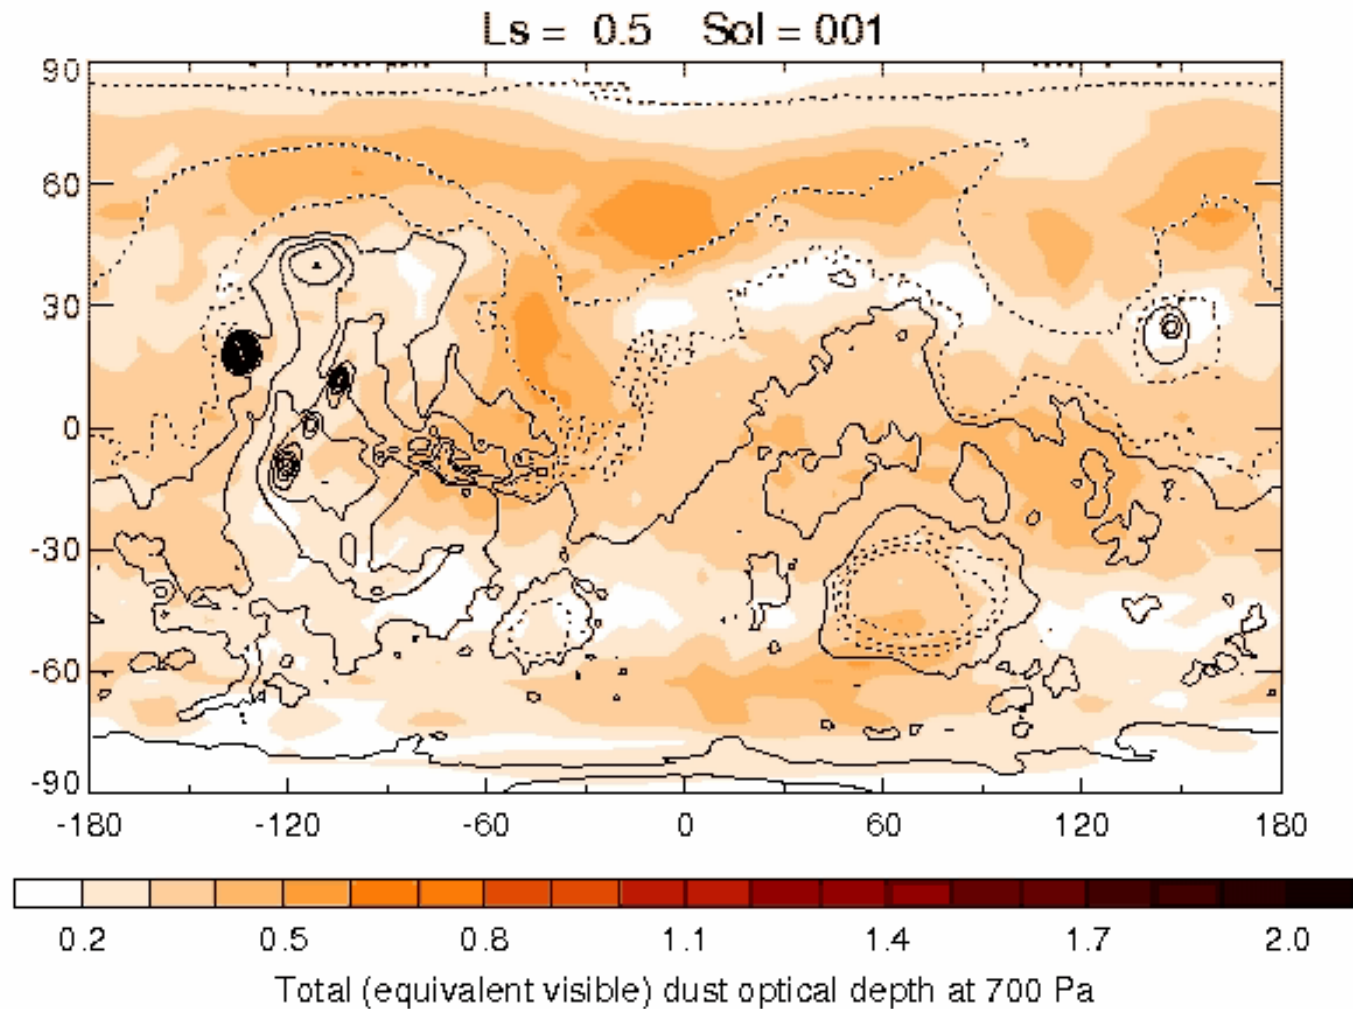 Ls = 0.5 Sol = 001
90
60
30
0
-30
-60
-90
-180 -120 -60 0 60 120 180
0.2 0.5 0.8 1.1 1.4 1.7 2.0
Total (equivalent visible) dust optical depth at 700 Pa